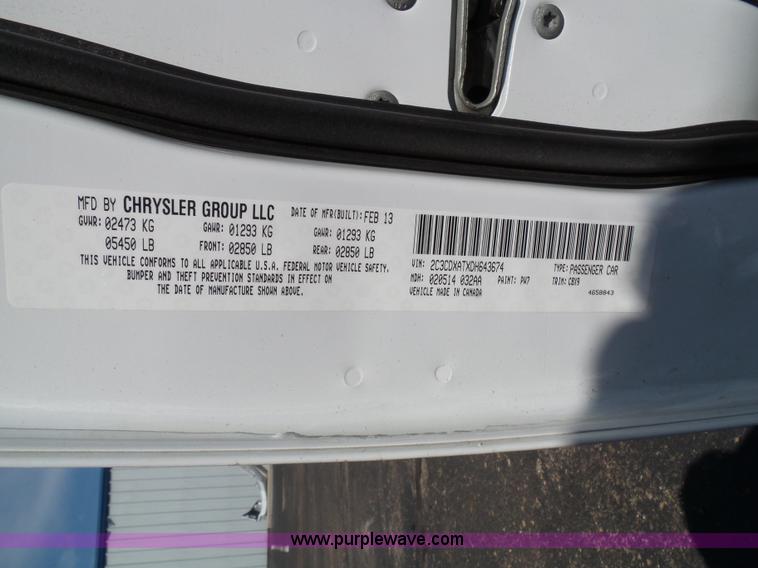 MFD BY CHRYSLER GROUP LLC DATE OF MFR(BUILT): FEB 13
GVWR: 02473 KG GAWR: 01293 KG GAWR: 01293 KG
05450 LB FRONT: 02850 LB REAR: 02850 LB
THIS VEHICLE CONFORMS TO ALL APPLICABLE U.S.A. FEDERAL MOTOR VEHICLE SAFETY,
BUMPER AND THEFT PREVENTION STANDARDS IN EFFECT ON
THE DATE OF MANUFACTURE SHOWN ABOVE.
VIN: 2C3CDXATXDH643674 TYPE: PASSENGER CAR
MDH: 020514 032AA PAINT: PW7 TRIM: CBX9
VEHICLE MADE IN CANADA 4658843
www.purplewave.com